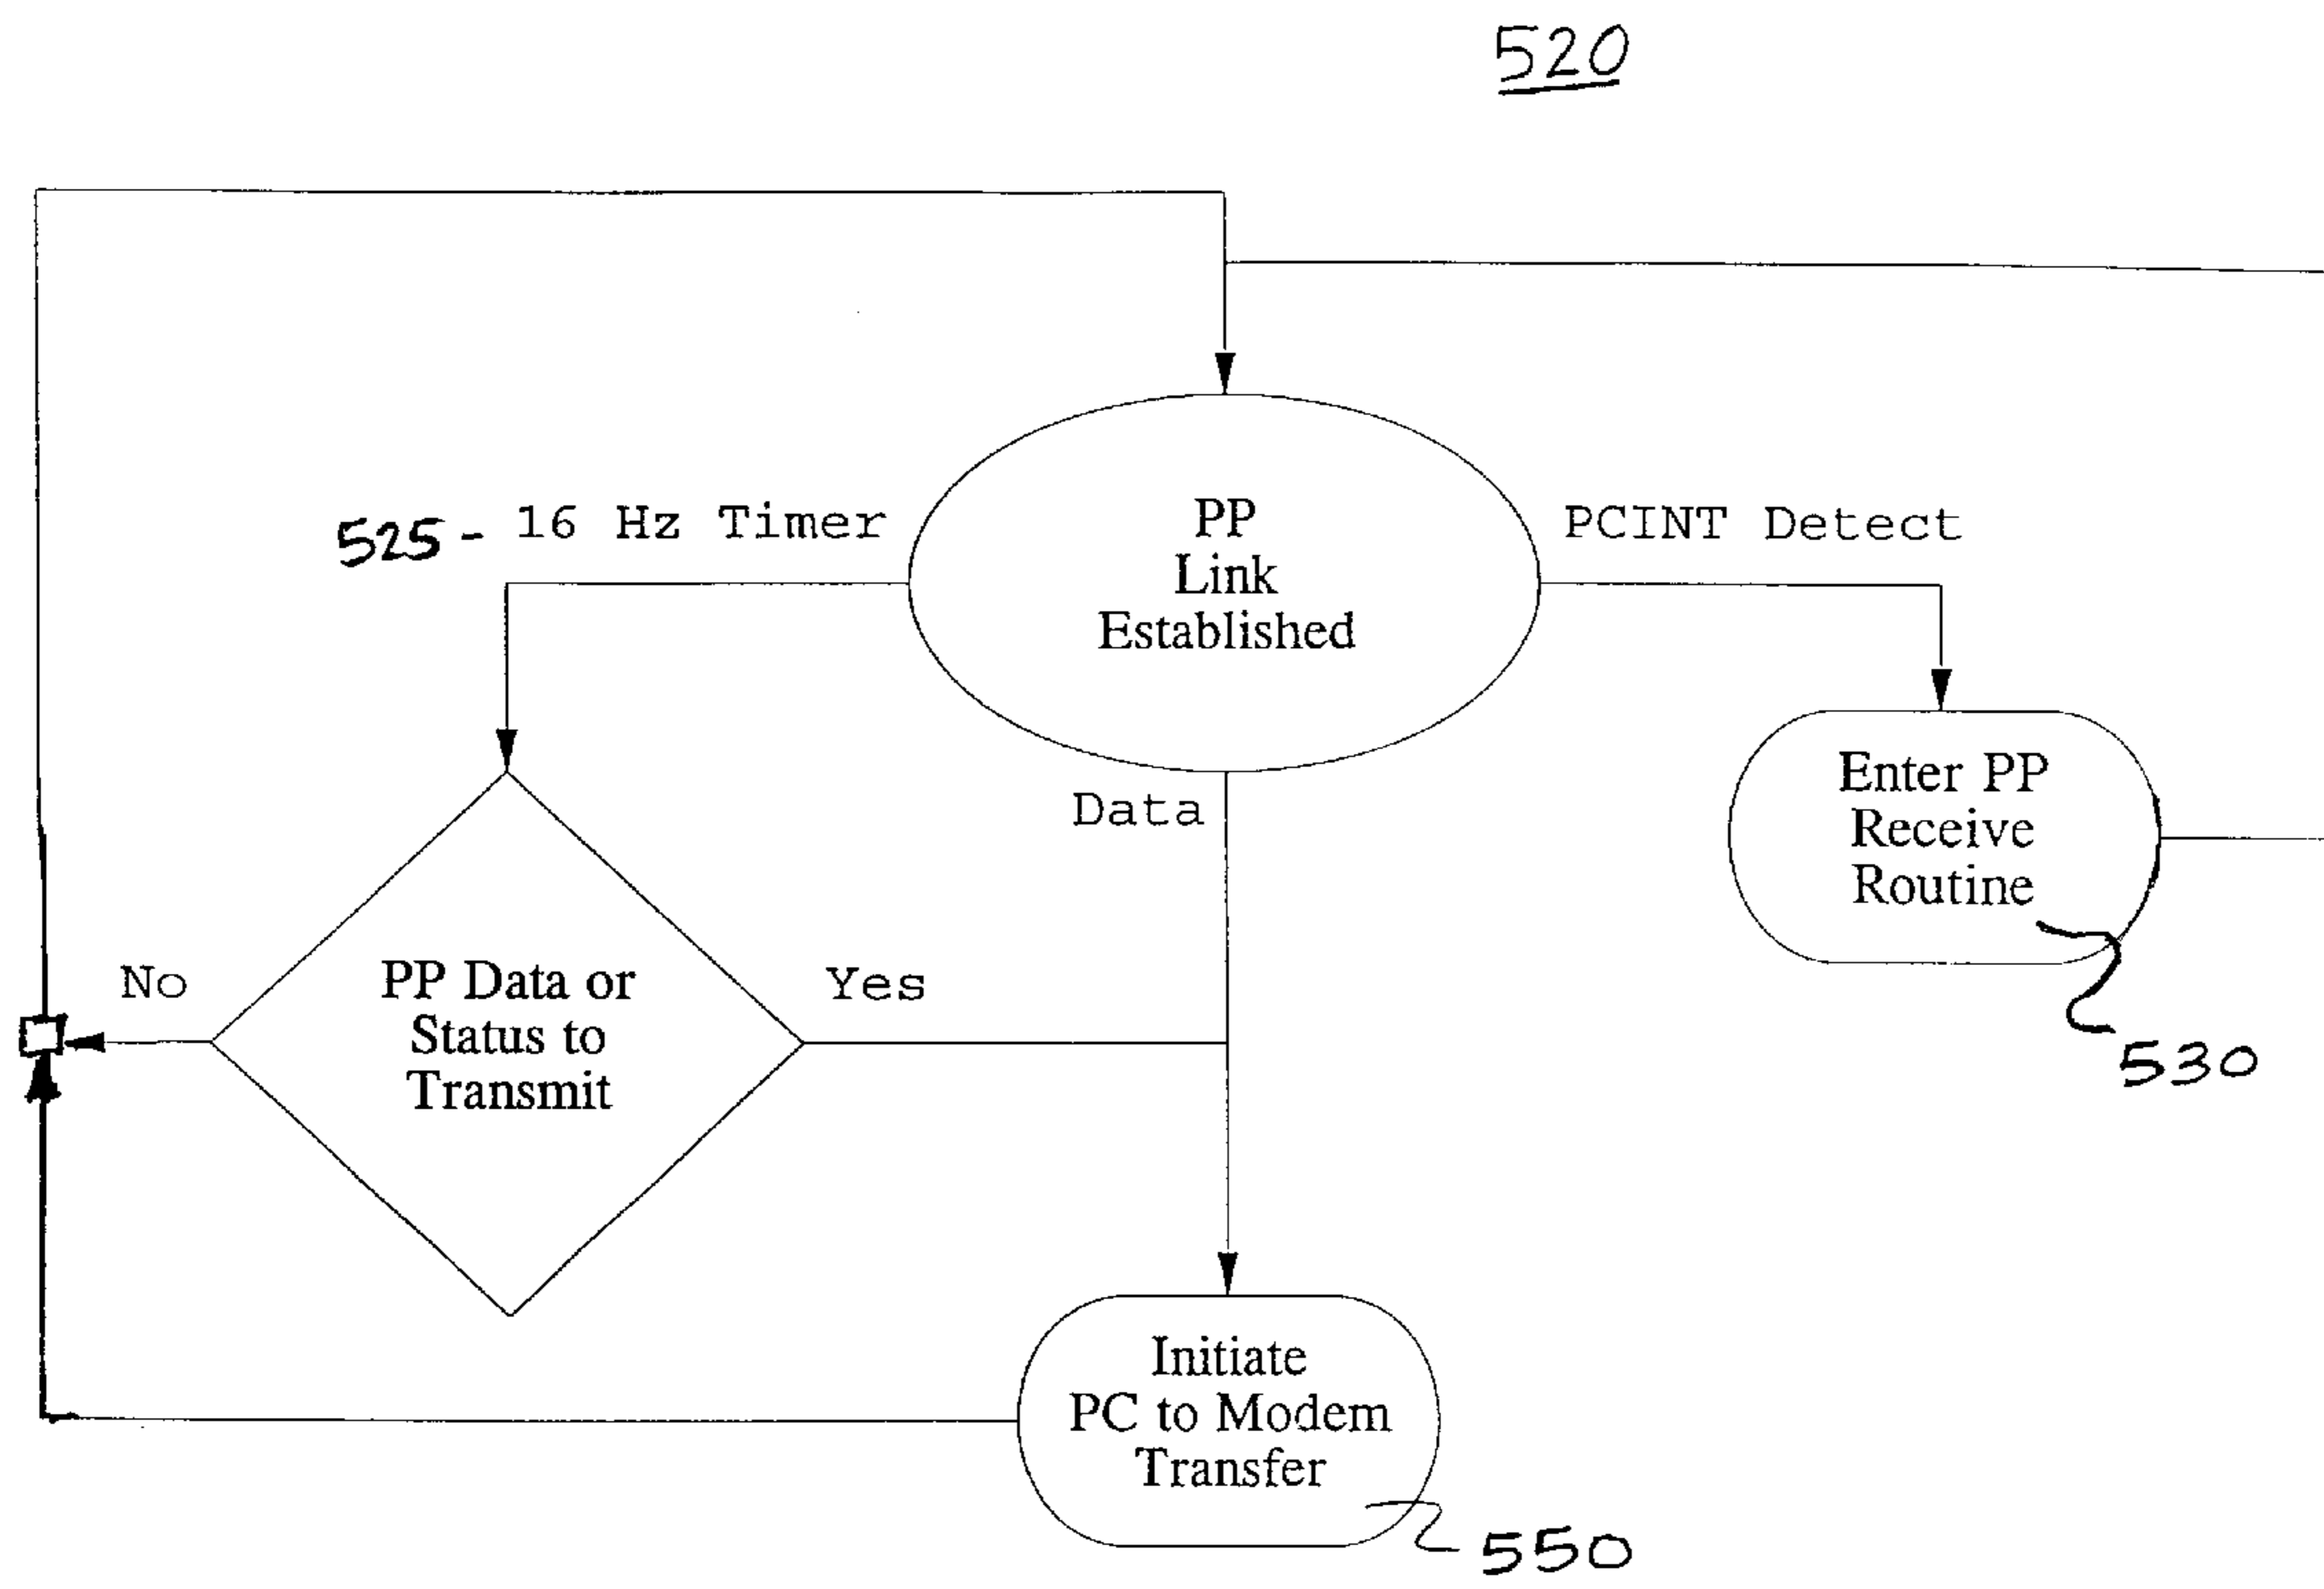 520
525 - 16 Hz Timer
PP
Link
Established
PCINT Detect
Enter PP
Receive
Routine
530
Data
No
PP Data or
Status to
Transmit
Yes
Initiate
PC to Modem
Transfer
550